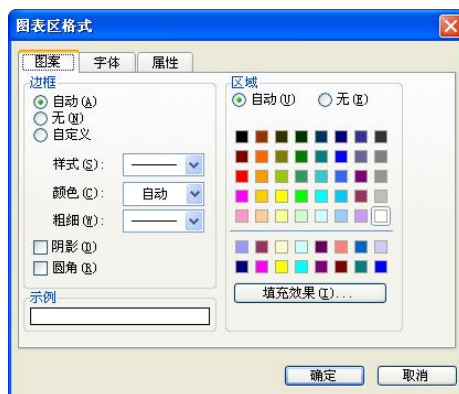 图表区格式
图案 字体 属性
边框
自动(A)
无(N)
自定义
样式(S):
颜色(C): 自动
粗细(W):
阴影(D)
圆角(R)
示例
区域
自动(U) 无(E)
填充效果(I)...
确定 取消